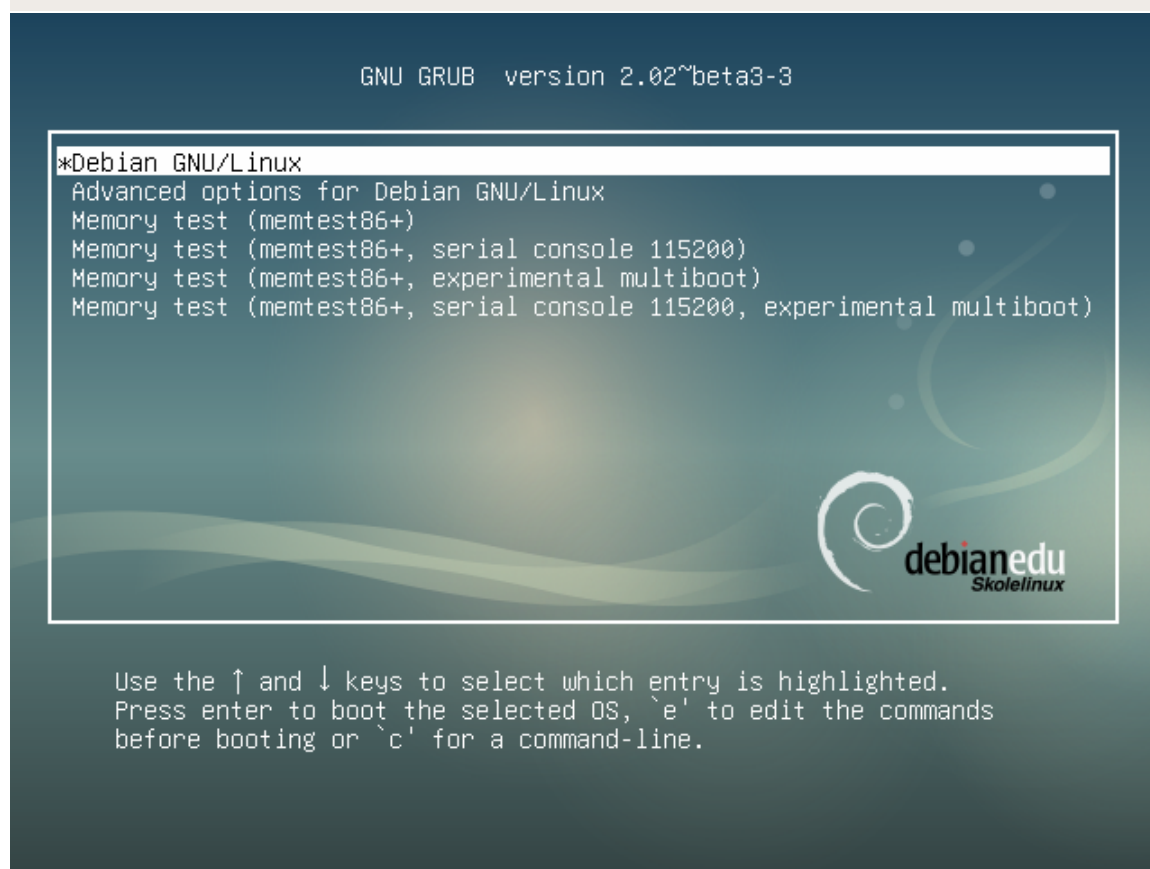 GNU GRUB  version 2.02~beta3-3
*Debian GNU/Linux
Advanced options for Debian GNU/Linux
Memory test (memtest86+)
Memory test (memtest86+, serial console 115200)
Memory test (memtest86+, experimental multiboot)
Memory test (memtest86+, serial console 115200, experimental multiboot)
debianedu
Skolelinux
Use the ↑ and ↓ keys to select which entry is highlighted.
Press enter to boot the selected OS, `e' to edit the commands
before booting or `c' for a command-line.